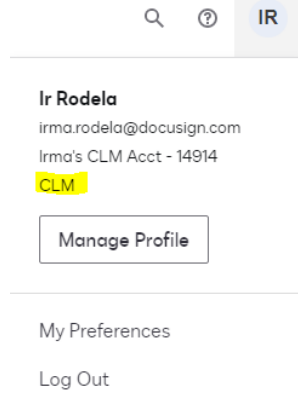 IR
Ir Rodela
irma.rodela@docusign.com
Irma's CLM Acct - 14914
CLM
Manage Profile
My Preferences
Log Out